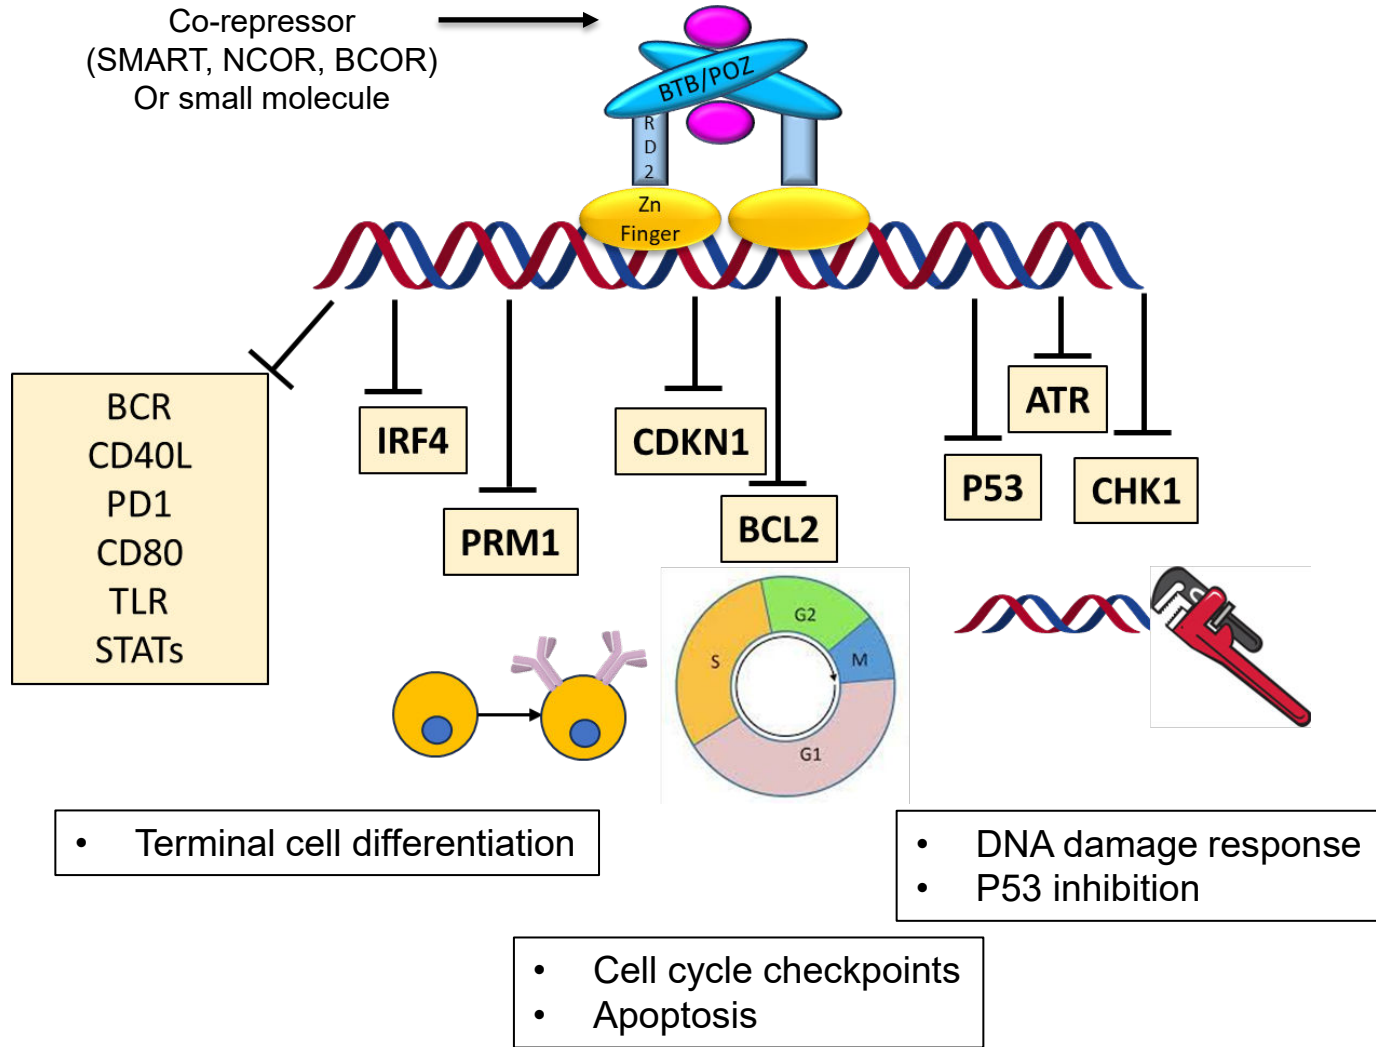 Co-repressor
(SMART, NCOR, BCOR)
Or small molecule
BTB/POZ
R
D
2
Zn
Finger
BCR
CD40L
PD1
CD80
TLR
STATs
IRF4
PRM1
CDKN1
BCL2
P53
ATR
CHK1
G2
S
M
G1
• Terminal cell differentiation
• DNA damage response
• P53 inhibition
• Cell cycle checkpoints
• Apoptosis